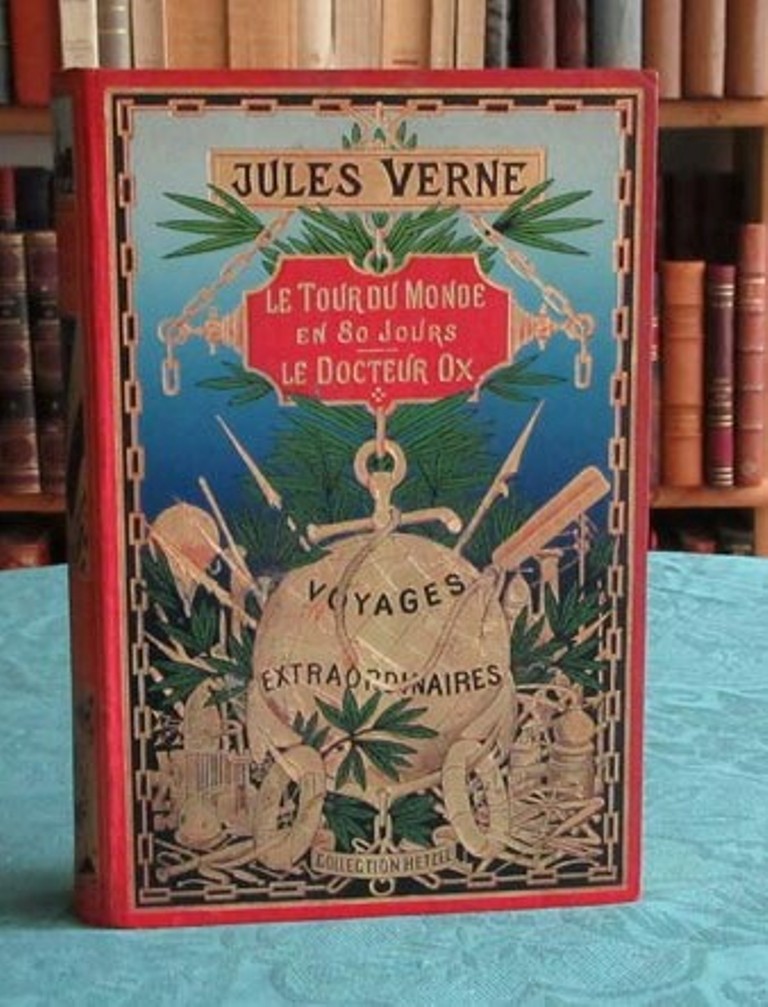 JULES VERNE
LE TOUR DU MONDE
EN 80 JOURS
LE DOCTEUR OX
VOYAGES
EXTRAORDINAIRES
COLLECTION HETZEL